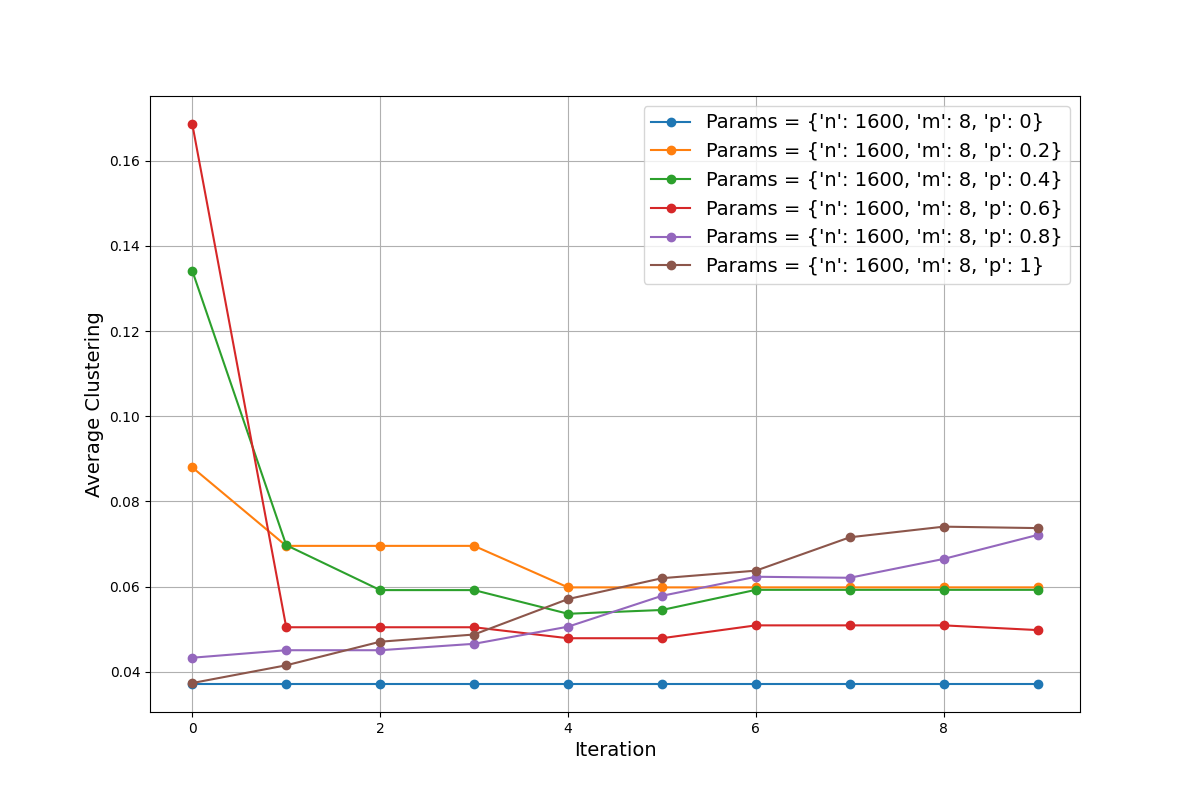 Params = {'n': 1600, 'm': 8, 'p': 0}
Params = {'n': 1600, 'm': 8, 'p': 0.2}
Params = {'n': 1600, 'm': 8, 'p': 0.4}
Params = {'n': 1600, 'm': 8, 'p': 0.6}
Params = {'n': 1600, 'm': 8, 'p': 0.8}
Params = {'n': 1600, 'm': 8, 'p': 1}
Average Clustering
0.16
0.14
0.12
0.10
0.08
0.06
0.04
0 2 4 6 8
Iteration